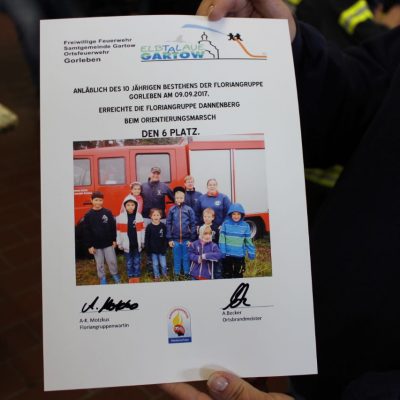 Freiwillige Feuerwehr
Samtgemeinde Gartow
Ortsfeuerwehr
Gorleben
ELBTALAUE
GARTOW
ANLÄBLICH DES 10 JÄHRIGEN BESTEHENS DER FLORIANGRUPPE
GORLEBEN AM 09.09.2017.
ERREICHTE DIE FLORIANGRUPPE DANNENBERG
BEIM ORIENTIERUNGSMARSCH
DEN 6 PLATZ.
A-K. Motzkus
Floriangruppenwartin
A.Becker
Ortsbrandmeister